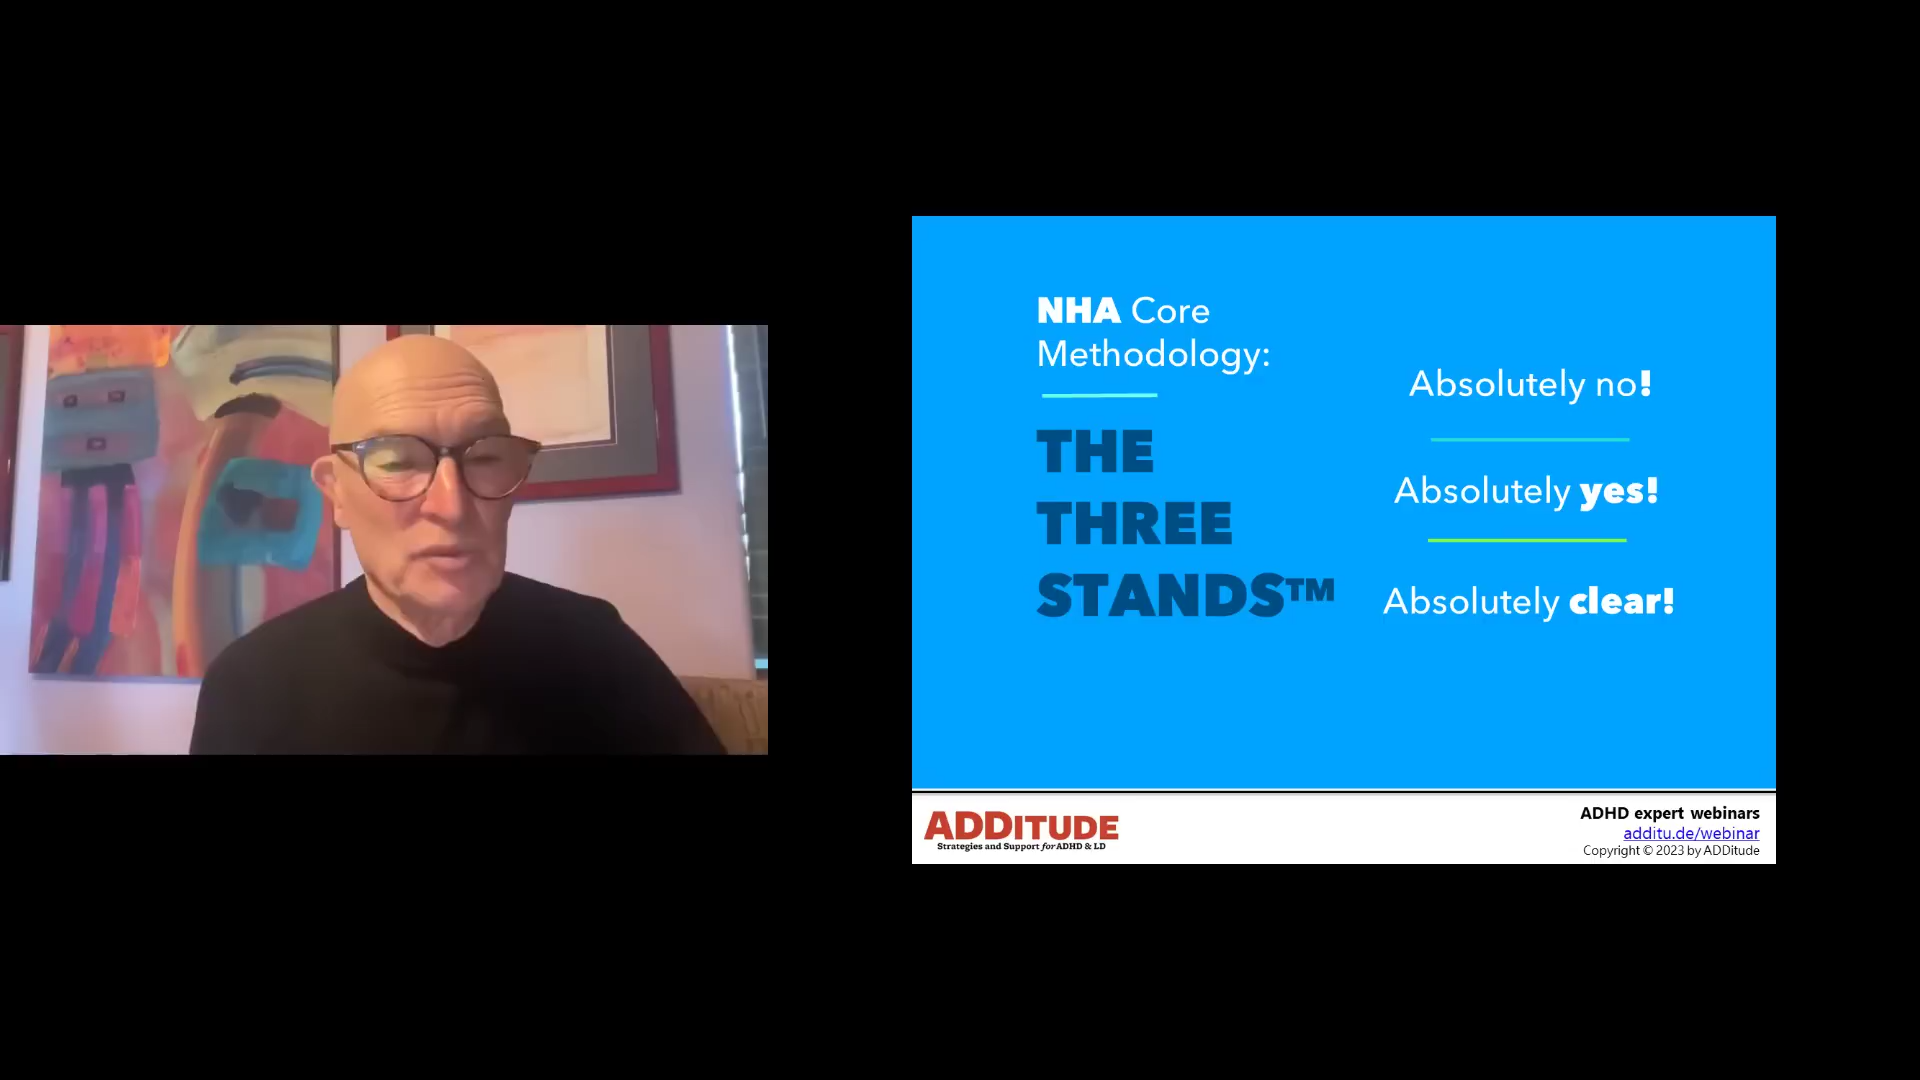 NHA Core
Methodology:
THE
THREE
STANDS™
Absolutely no!
Absolutely yes!
Absolutely clear!
ADDITUDE
Strategies and Support for ADHD & LD
ADHD expert webinars
additu.de/webinar
Copyright © 2023 by ADDitude